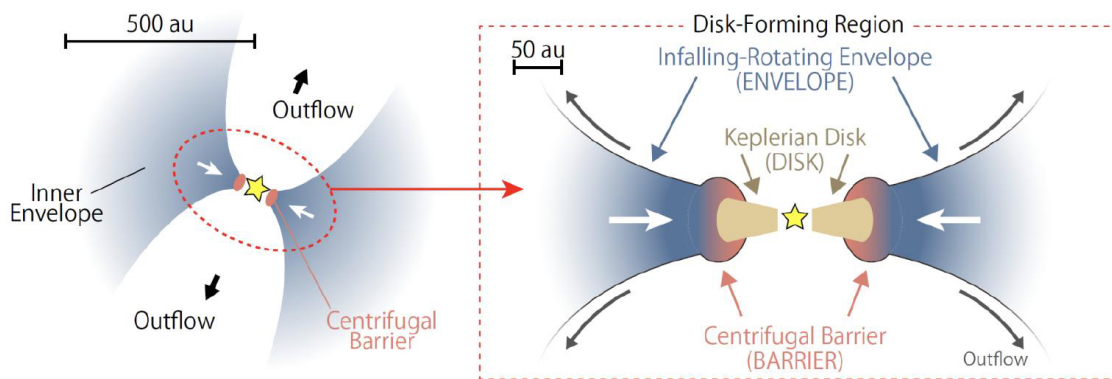 500 au
Outflow
Inner
Envelope
Outflow
Centrifugal
Barrier
Disk-Forming Region
50 au
Infalling-Rotating Envelope
(ENVELOPE)
Keplerian Disk
(DISK)
Centrifugal Barrier
(BARRIER)
Outflow